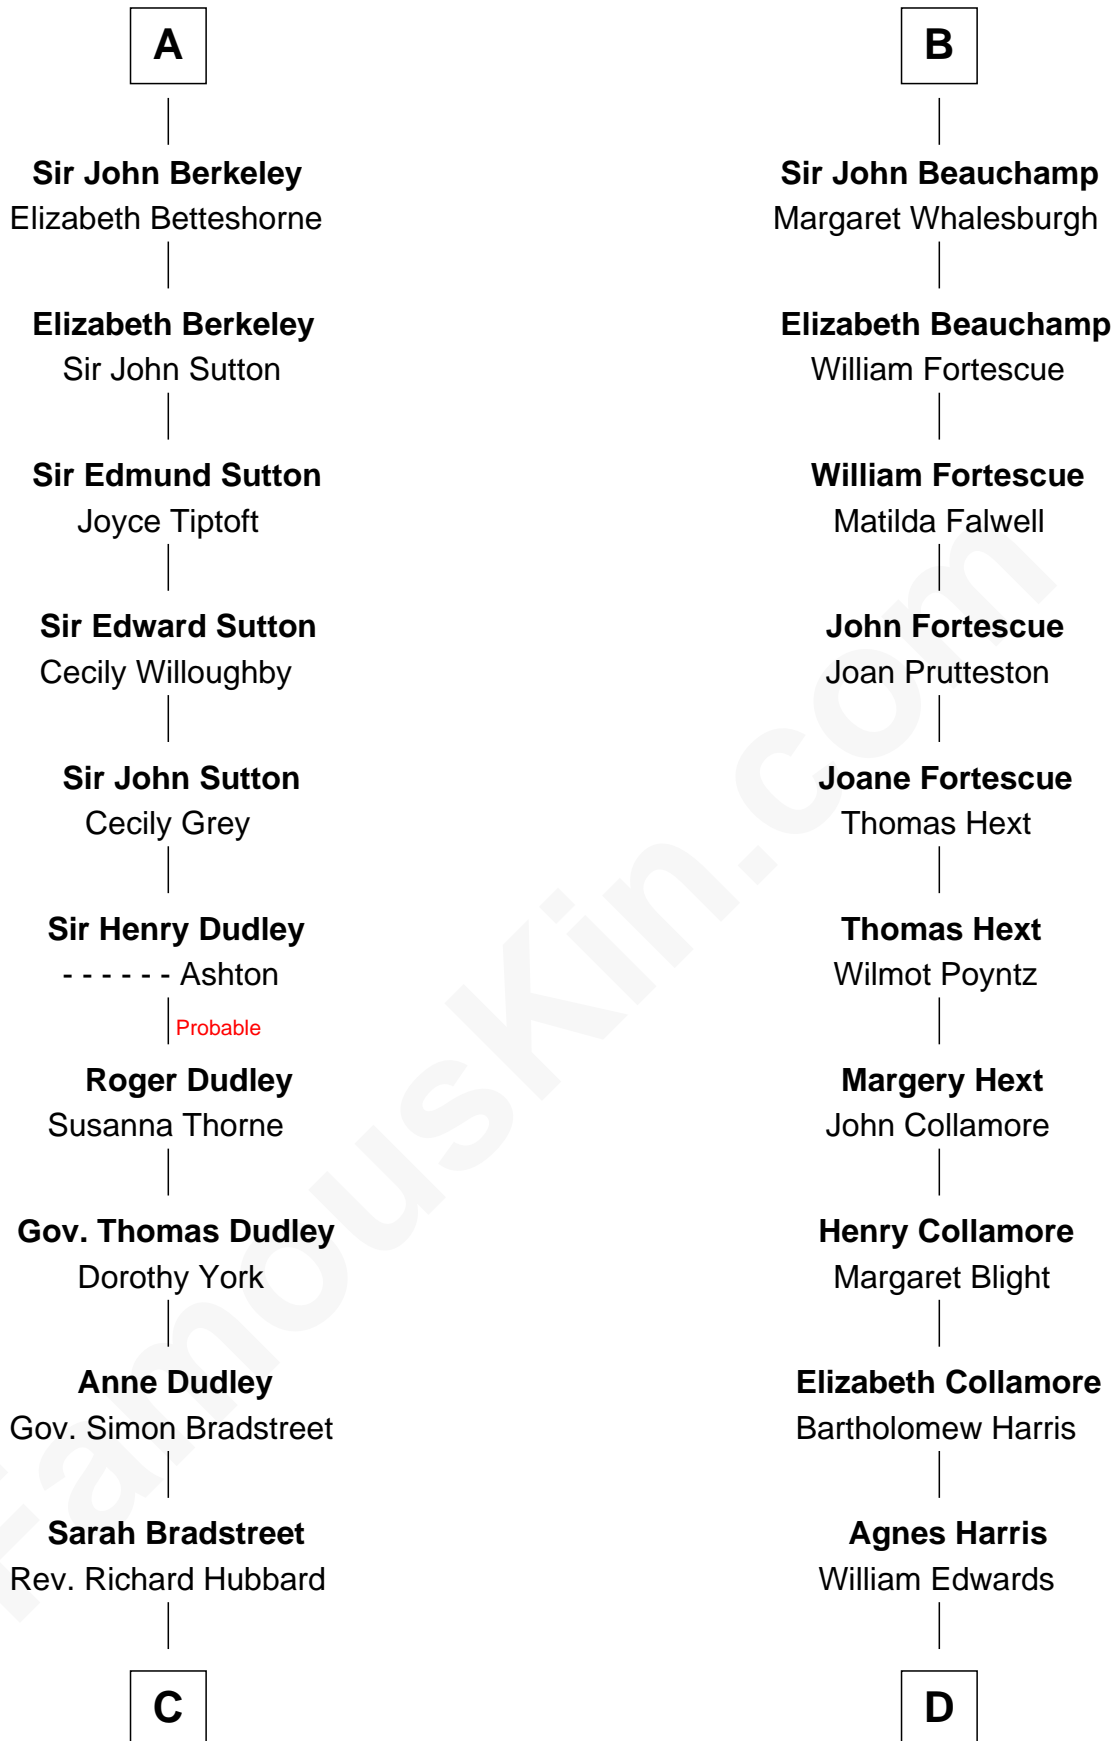 A
Sir John Berkeley
Elizabeth Betteshorne
Elizabeth Berkeley
Sir John Sutton
Sir Edmund Sutton
Joyce Tiptoft
Sir Edward Sutton
Cecily Willoughby
Sir John Sutton
Cecily Grey
Sir Henry Dudley
- - - - - - Ashton
Probable
Roger Dudley
Susanna Thorne
Gov. Thomas Dudley
Dorothy York
Anne Dudley
Gov. Simon Bradstreet
Sarah Bradstreet
Rev. Richard Hubbard
C
B
Sir John Beauchamp
Margaret Whalesburgh
Elizabeth Beauchamp
William Fortescue
William Fortescue
Matilda Falwell
John Fortescue
Joan Prutteston
Joane Fortescue
Thomas Hext
Thomas Hext
Wilmot Poyntz
Margery Hext
John Collamore
Henry Collamore
Margaret Blight
Elizabeth Collamore
Bartholomew Harris
Agnes Harris
William Edwards
D
FamousKin.com